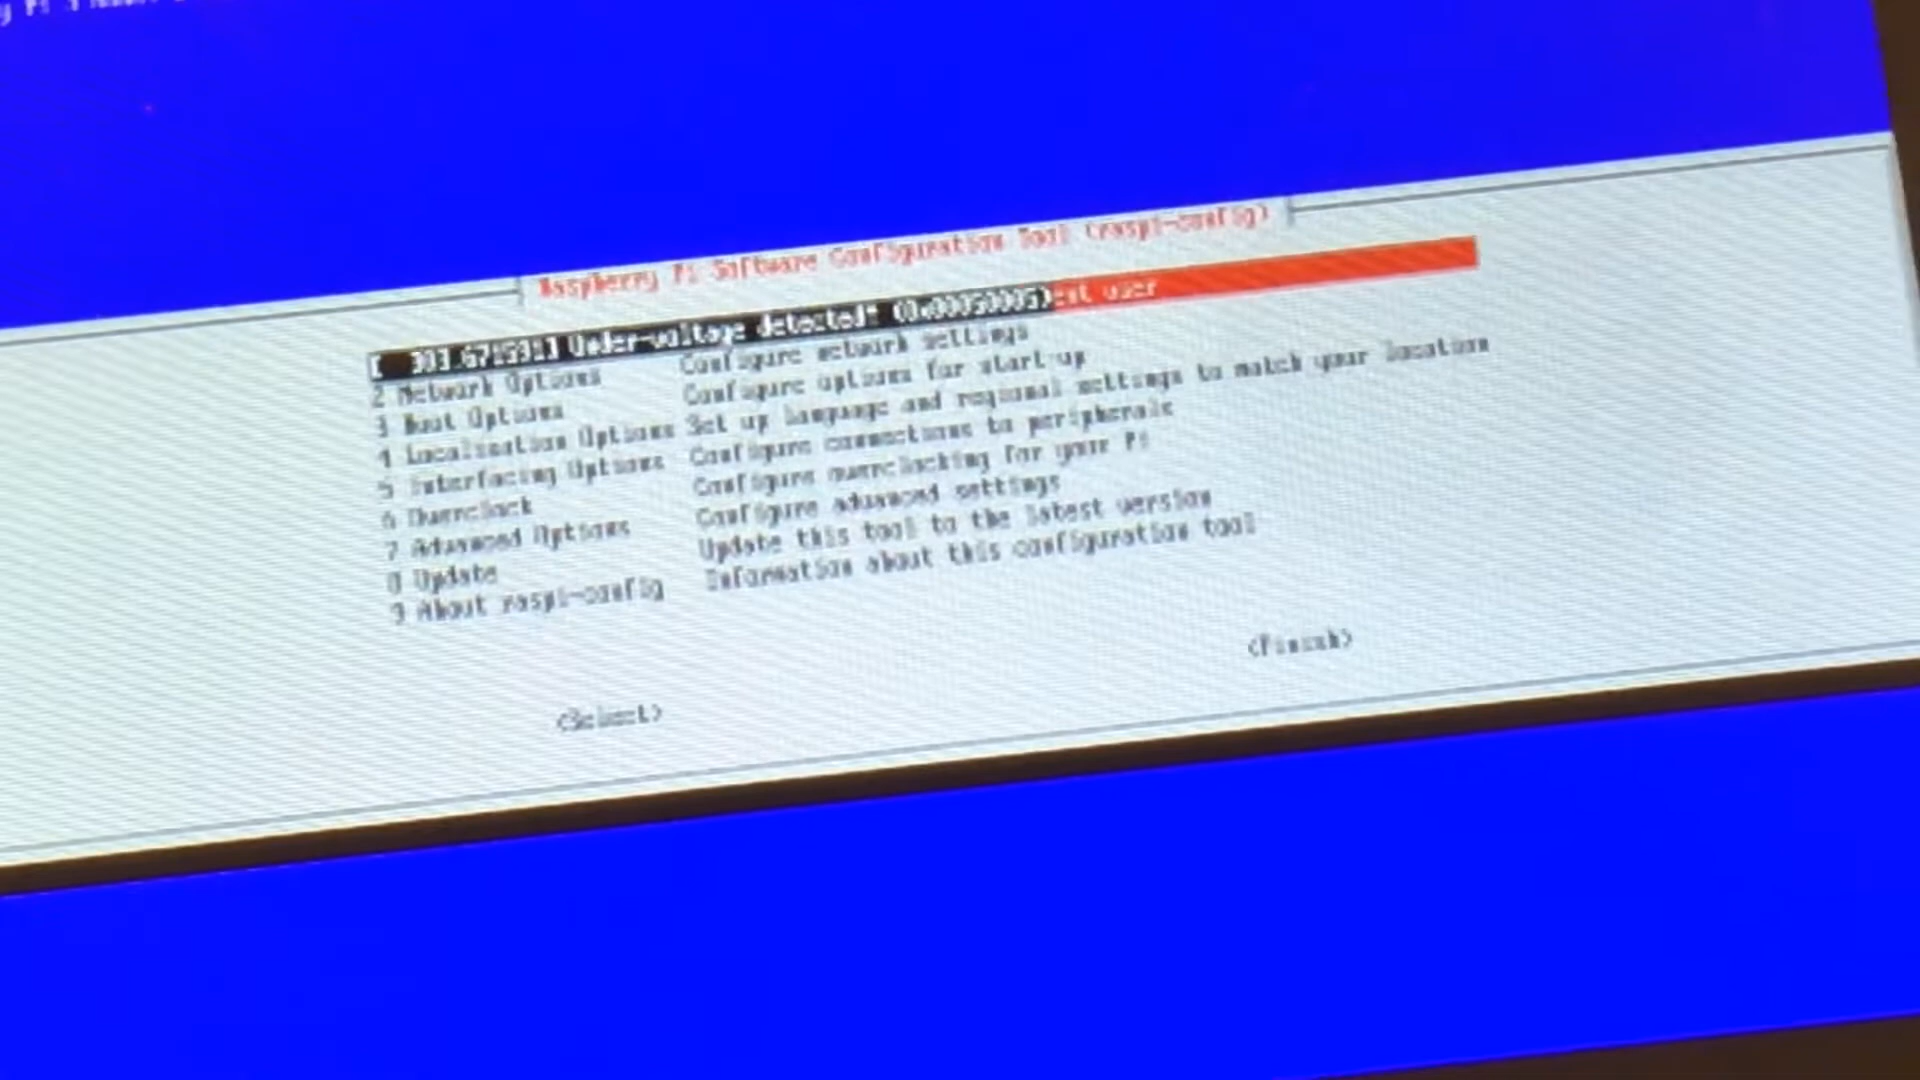 Raspberry Pi Software Configuration Tool (raspi-config)
Under-voltage detected! (0x00050005)ent user
2 Network Options Configure network settings
3 Boot Options Configure options for start-up
4 Localisation Options Set up language and regional settings to match your location
5 Interfacing Options Configure connections to peripherals
6 Overclock Configure overclocking for your Pi
7 Advanced Options Configure advanced settings
8 Update Update this tool to the latest version
9 About raspi-config Information about this configuration tool
<Select> <Finish>